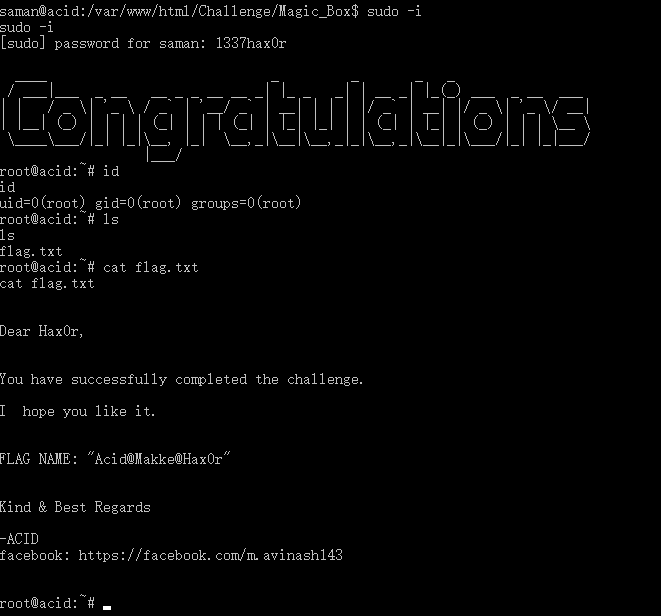 saman@acid:/var/www/html/Challenge/Magic_Box$ sudo -i
sudo -i
[sudo] password for saman: 1337hax0r
Congratulations
root@acid:~# id
id
uid=0(root) gid=0(root) groups=0(root)
root@acid:~# ls
ls
flag.txt
root@acid:~# cat flag.txt
cat flag.txt
Dear Hax0r,
You have successfully completed the challenge.
I  hope you like it.
FLAG NAME: "Acid@Makke@Hax0r"
Kind & Best Regards
-ACID
facebook: https://facebook.com/m.avinash143
root@acid:~#